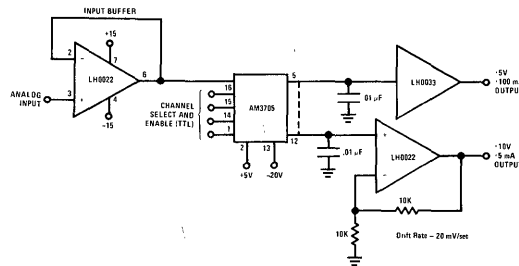 INPUT BUFFER
+15
2
-
7
LH0022
6
3
+
4
-15
ANALOG
INPUT
CHANNEL
SELECT AND
ENABLE (TTL)
16
15
14
1
AM3705
5
12
2
13
+5V
-20V
.01 µF
LH0033
·5V
·100 m
OUTPUT
.01 µF
+
LH0022
-
·10V
·5 mA
OUTPUT
10K
10K
Drift Rate - 20 mV/set